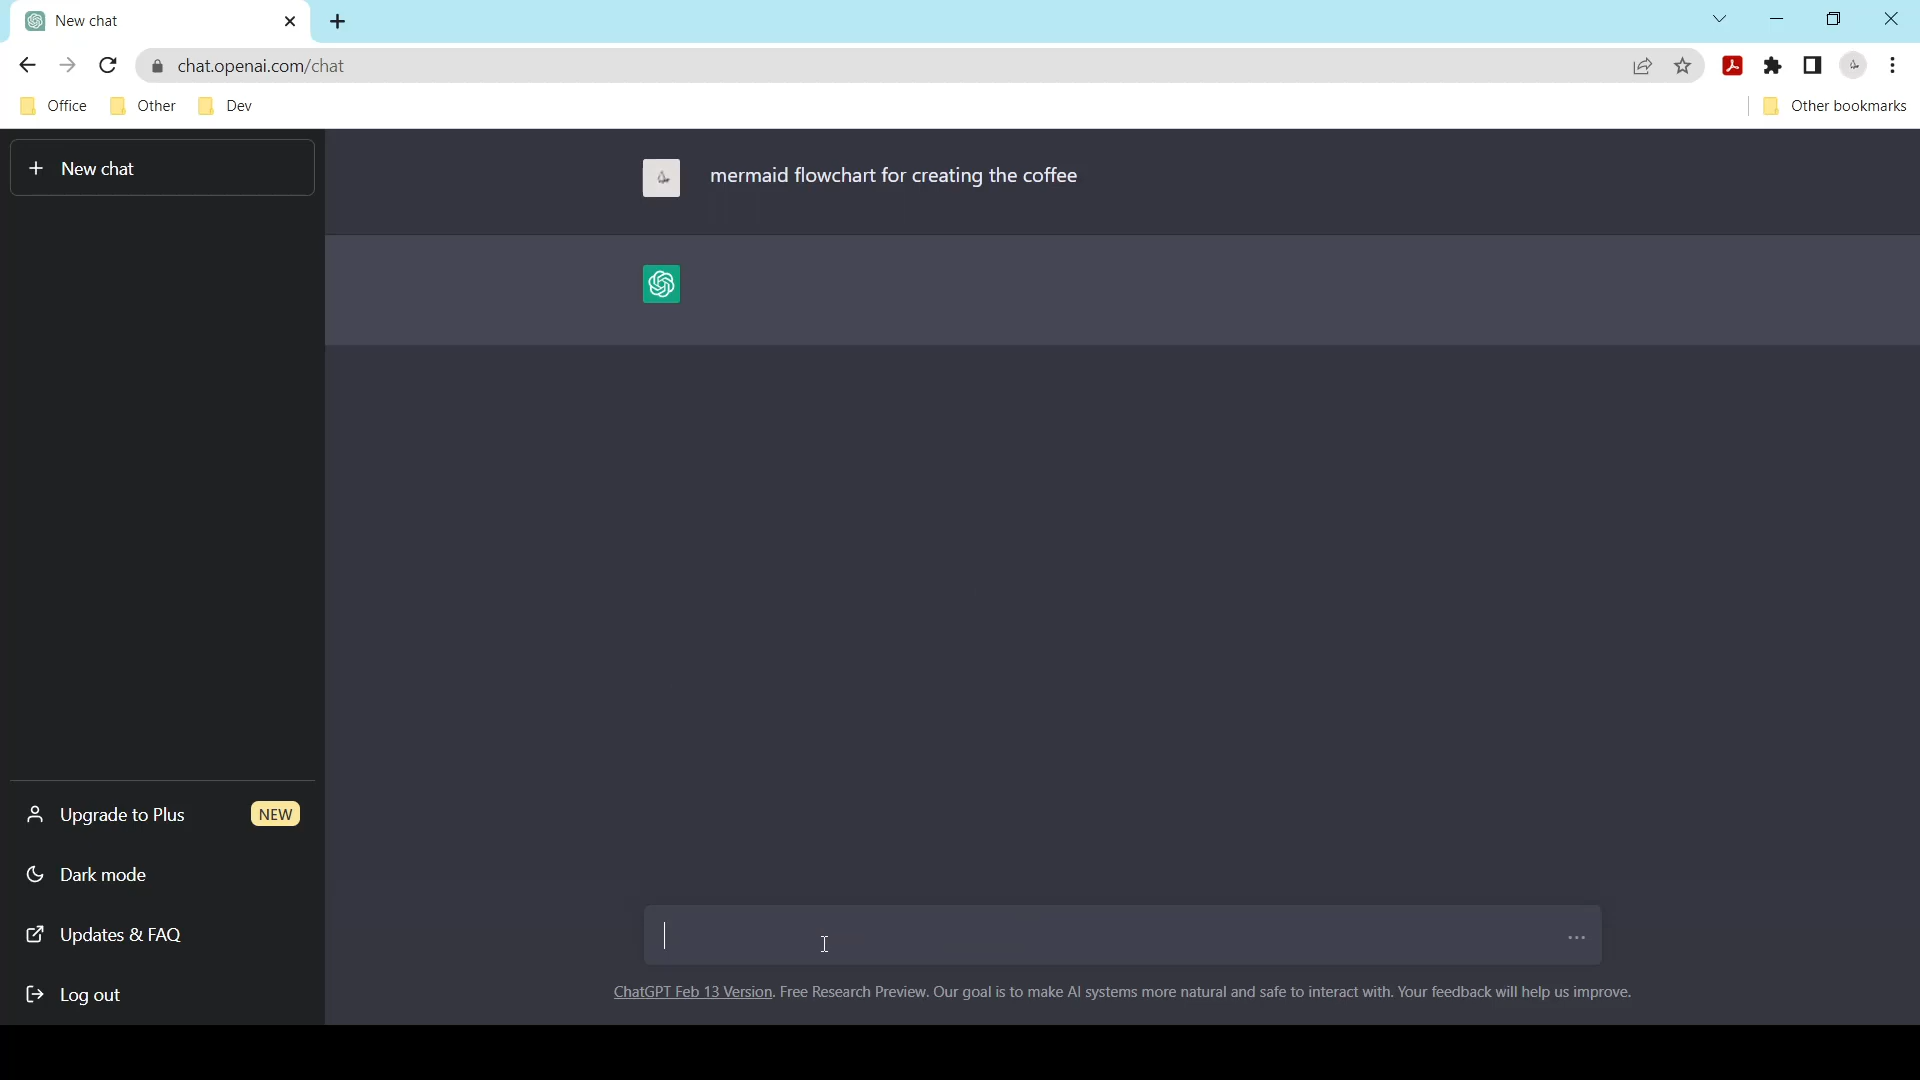 New chat
chat.openai.com/chat
Office
Other
Dev
Other bookmarks
New chat
mermaid flowchart for creating the coffee
Upgrade to Plus
NEW
Dark mode
Updates & FAQ
Log out
ChatGPT Feb 13 Version. Free Research Preview. Our goal is to make AI systems more natural and safe to interact with. Your feedback will help us improve.